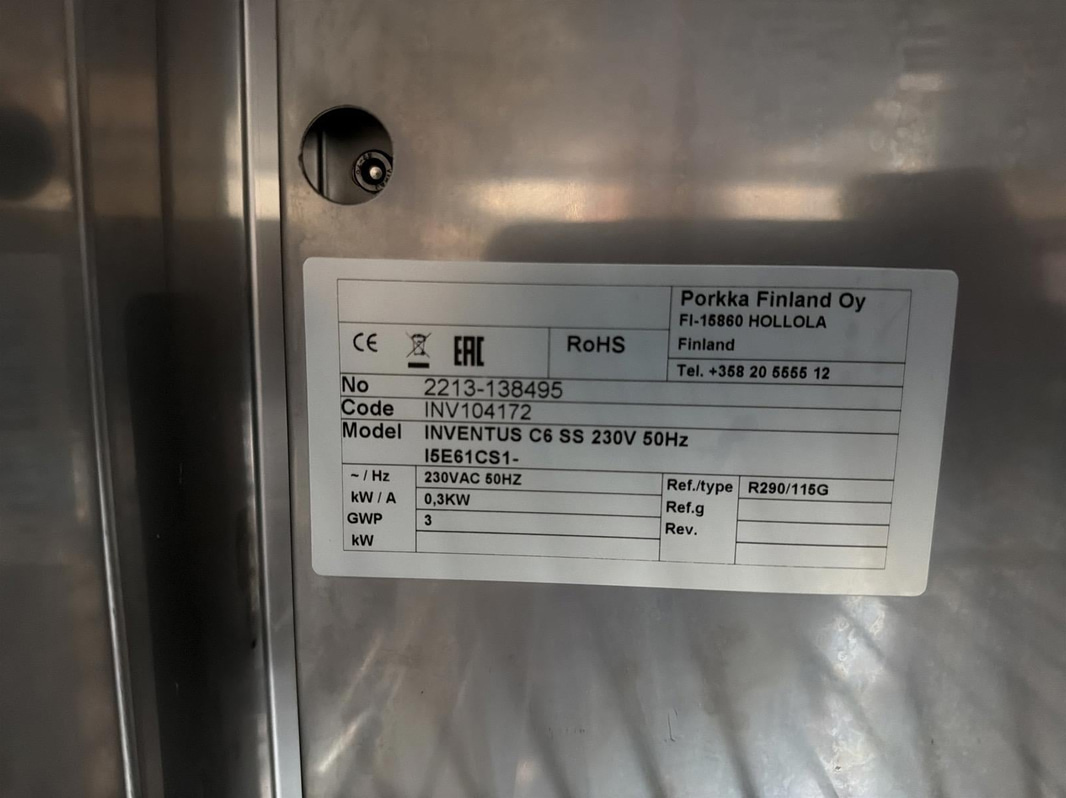 Porkka Finland Oy
FI-15860 HOLLOLA
Finland
Tel. +358 20 5555 12
CE EAC RoHS
No 2213-138495
Code INV104172
Model INVENTUS C6 SS 230V 50Hz
I5E61CS1-
~ / Hz 230VAC 50HZ
kW / A 0,3KW
GWP 3
kW
Ref./type R290/115G
Ref.g
Rev.